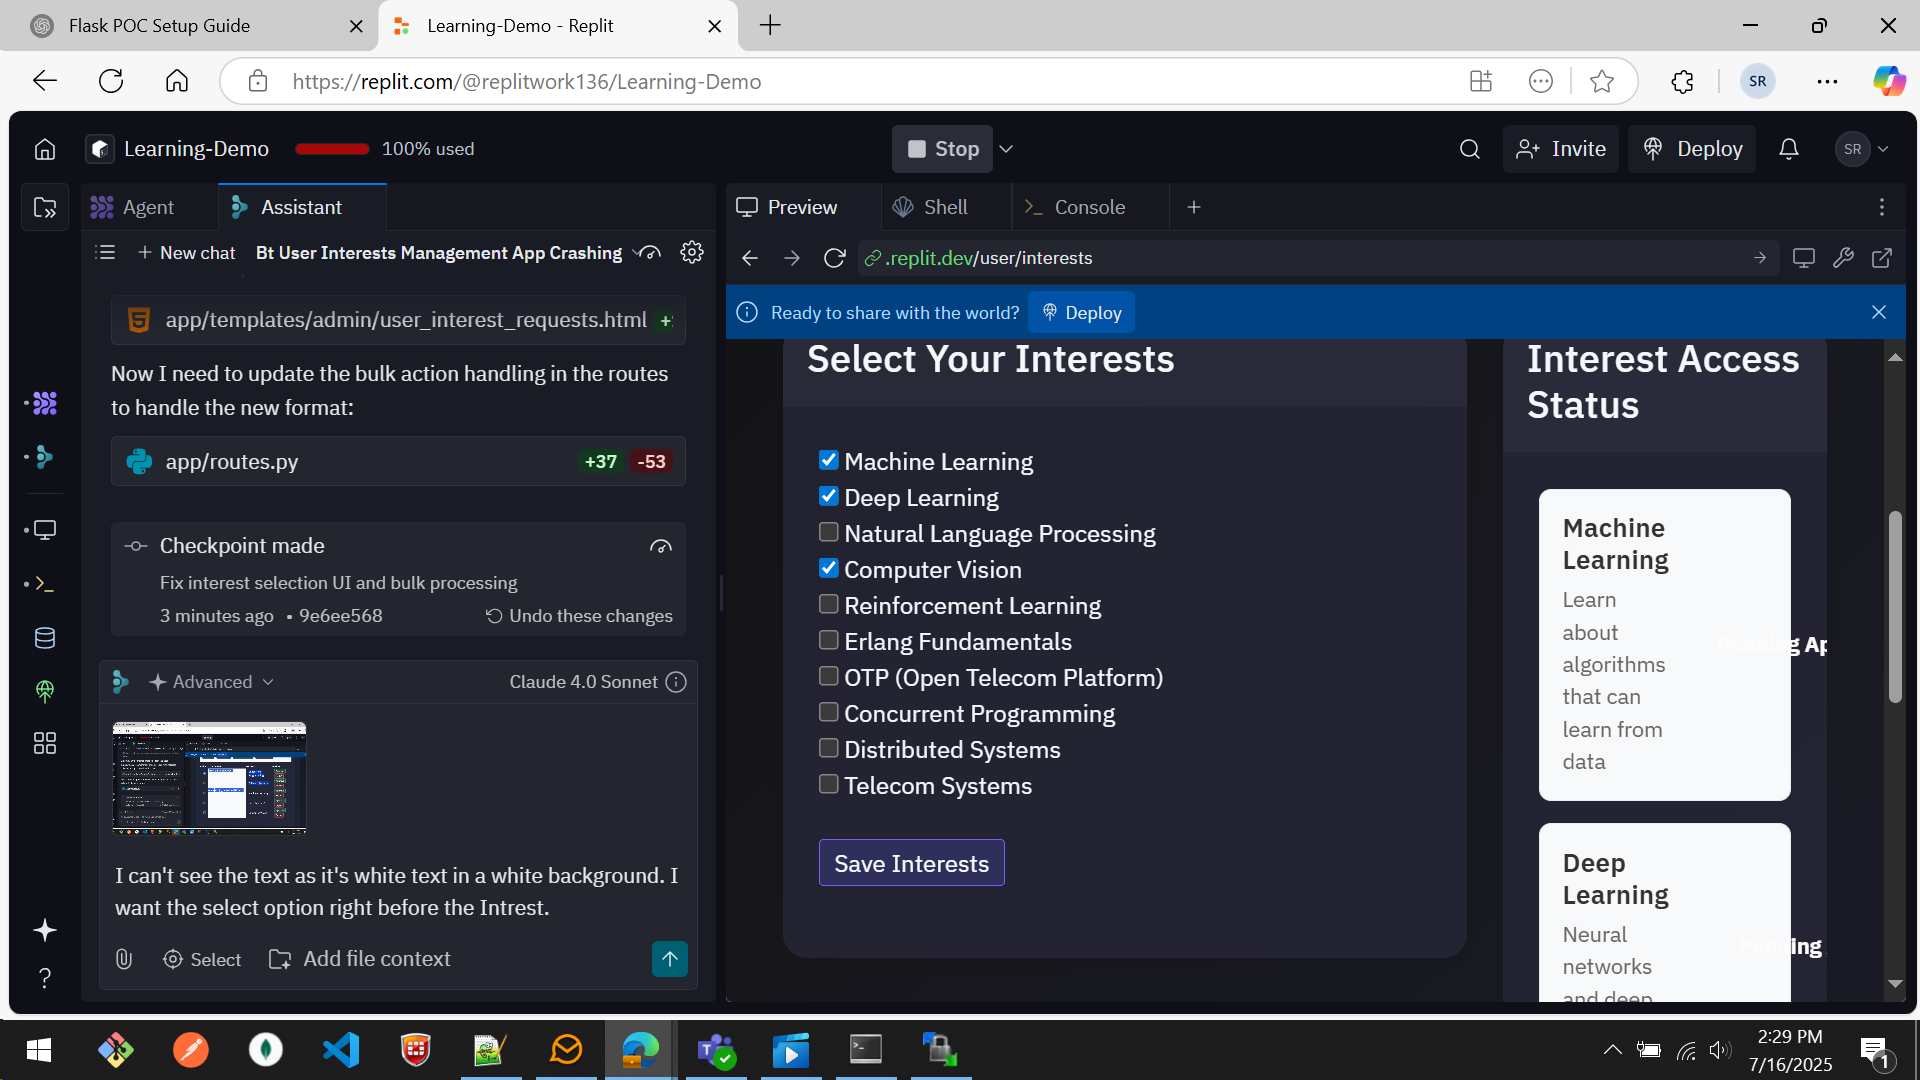 Flask POC Setup Guide
Learning-Demo - Replit
https://replit.com/@replitwork136/Learning-Demo
SR
Learning-Demo
100% used
Stop
Invite
Deploy
SR
Agent
Assistant
Preview
Shell
Console
New chat
Bt User Interests Management App Crashing
.replit.dev/user/interests
Ready to share with the world?
Deploy
app/templates/admin/user_interest_requests.html
Now I need to update the bulk action handling in the routes
to handle the new format:
app/routes.py
+37 -53
Checkpoint made
Fix interest selection UI and bulk processing
3 minutes ago • 9e6ee568
Undo these changes
Advanced
Claude 4.0 Sonnet
I can't see the text as it's white text in a white background. I
want the select option right before the Intrest.
Select
Add file context
Select Your Interests
Machine Learning
Deep Learning
Natural Language Processing
Computer Vision
Reinforcement Learning
Erlang Fundamentals
OTP (Open Telecom Platform)
Concurrent Programming
Distributed Systems
Telecom Systems
Save Interests
Interest Access
Status
Machine
Learning
Learn
about
algorithms
that can
learn from
data
Pending Ap
Deep
Learning
Neural
networks
and deep
Pending
2:29 PM
7/16/2025
1